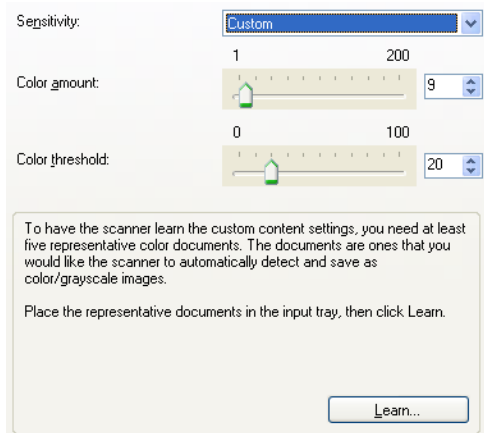 Sensitivity:
Custom
1 200
Color amount:
9
0 100
Color threshold:
20
To have the scanner learn the custom content settings, you need at least
five representative color documents. The documents are ones that you
would like the scanner to automatically detect and save as
color/grayscale images.
Place the representative documents in the input tray, then click Learn.
Learn...